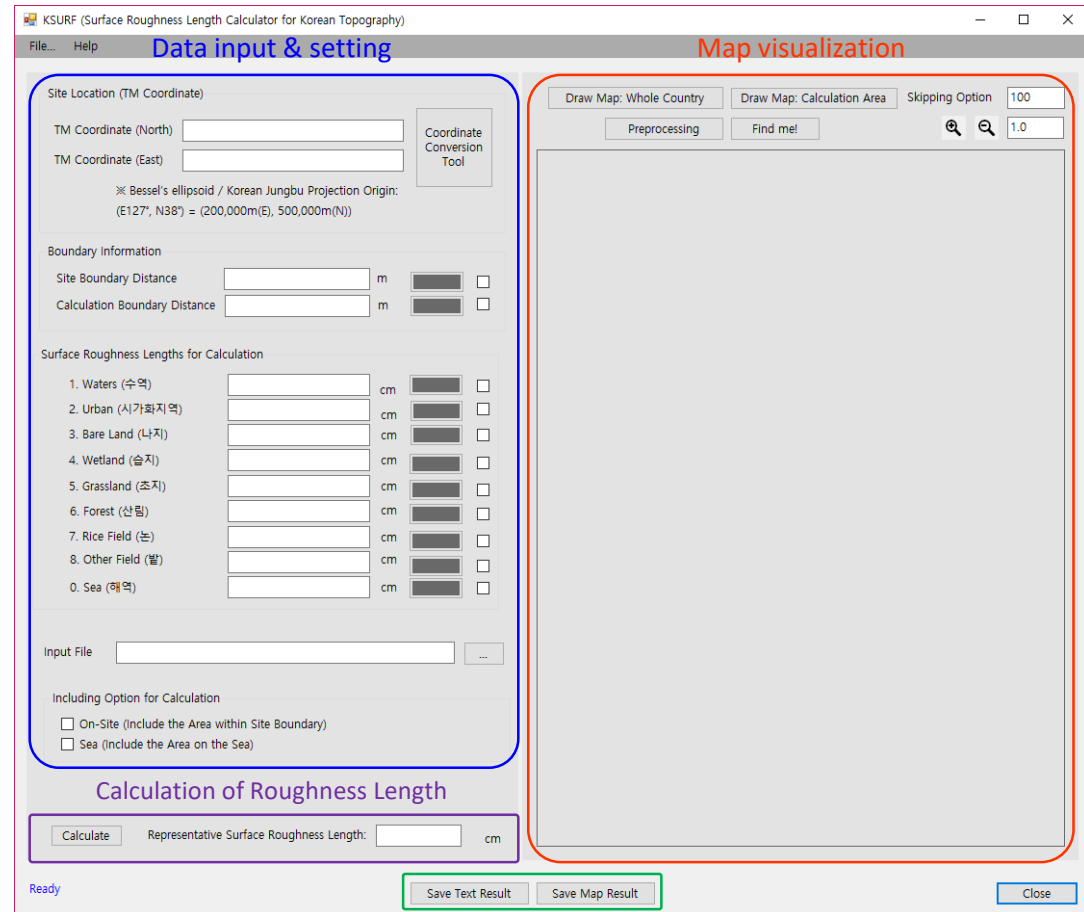 KSURF (Surface Roughness Length Calculator for Korean Topography)
File... Help
Data input & setting
Map visualization
Site Location (TM Coordinate)
TM Coordinate (North)
TM Coordinate (East)
Coordinate
Conversion
Tool
※ Bessel's ellipsoid / Korean Jungbu Projection Origin:
(E127°, N38°) = (200,000m(E), 500,000m(N))
Boundary Information
Site Boundary Distance m
Calculation Boundary Distance m
Surface Roughness Lengths for Calculation
1. Waters (수역) cm
2. Urban (시가화지역) cm
3. Bare Land (나지) cm
4. Wetland (습지) cm
5. Grassland (초지) cm
6. Forest (산림) cm
7. Rice Field (논) cm
8. Other Field (밭) cm
0. Sea (해역) cm
Input File ...
Including Option for Calculation
On-Site (Include the Area within Site Boundary)
Sea (Include the Area on the Sea)
Calculation of Roughness Length
Calculate Representative Surface Roughness Length: cm
Draw Map: Whole Country Draw Map: Calculation Area Skipping Option 100
Preprocessing Find me! 1.0
Ready
Save Text Result Save Map Result Close